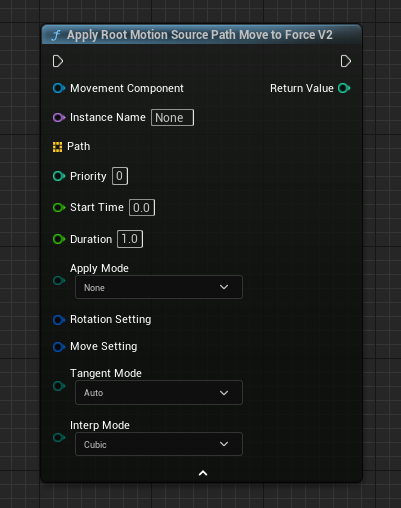 f Apply Root Motion Source Path Move to Force V2
Movement Component Return Value
Instance Name None
Path
Priority 0
Start Time 0.0
Duration 1.0
Apply Mode
None
Rotation Setting
Move Setting
Tangent Mode
Auto
Interp Mode
Cubic